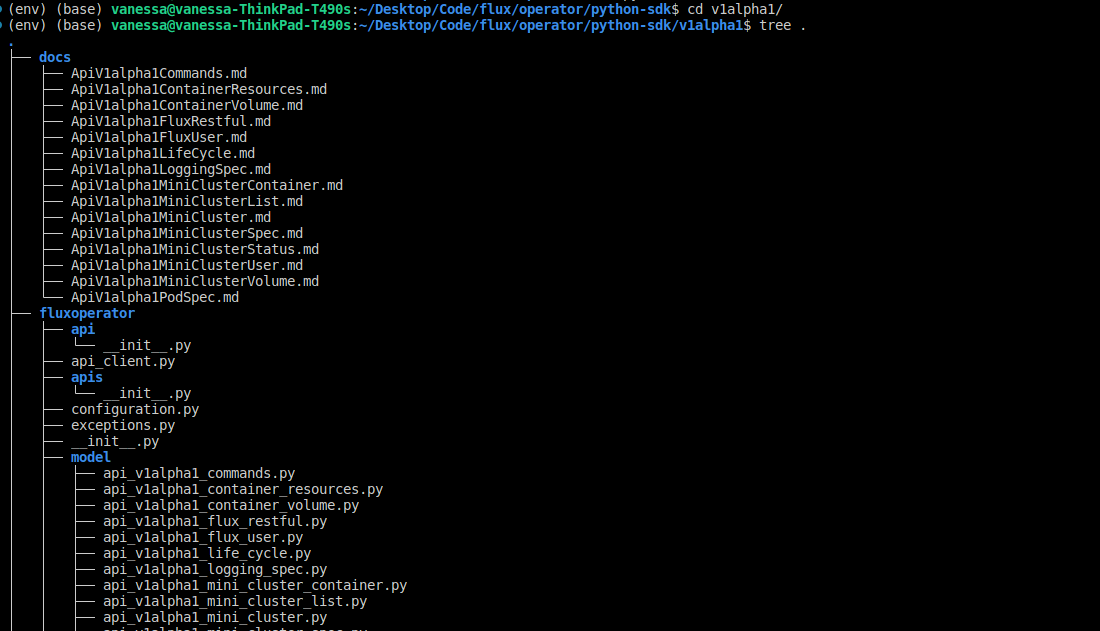 (env) (base) vanessa@vanessa-ThinkPad-T490s:~/Desktop/Code/flux/operator/python-sdk$ cd v1alpha1/
(env) (base) vanessa@vanessa-ThinkPad-T490s:~/Desktop/Code/flux/operator/python-sdk/v1alpha1$ tree .
.
├── docs
│   ├── ApiV1alpha1Commands.md
│   ├── ApiV1alpha1ContainerResources.md
│   ├── ApiV1alpha1ContainerVolume.md
│   ├── ApiV1alpha1FluxRestful.md
│   ├── ApiV1alpha1FluxUser.md
│   ├── ApiV1alpha1LifeCycle.md
│   ├── ApiV1alpha1LoggingSpec.md
│   ├── ApiV1alpha1MiniClusterContainer.md
│   ├── ApiV1alpha1MiniClusterList.md
│   ├── ApiV1alpha1MiniCluster.md
│   ├── ApiV1alpha1MiniClusterSpec.md
│   ├── ApiV1alpha1MiniClusterStatus.md
│   ├── ApiV1alpha1MiniClusterUser.md
│   ├── ApiV1alpha1MiniClusterVolume.md
│   └── ApiV1alpha1PodSpec.md
├── fluxoperator
│   ├── api
│   │   └── __init__.py
│   ├── api_client.py
│   ├── apis
│   │   └── __init__.py
│   ├── configuration.py
│   ├── exceptions.py
│   ├── __init__.py
│   ├── model
│   │   ├── api_v1alpha1_commands.py
│   │   ├── api_v1alpha1_container_resources.py
│   │   ├── api_v1alpha1_container_volume.py
│   │   ├── api_v1alpha1_flux_restful.py
│   │   ├── api_v1alpha1_flux_user.py
│   │   ├── api_v1alpha1_life_cycle.py
│   │   ├── api_v1alpha1_logging_spec.py
│   │   ├── api_v1alpha1_mini_cluster_container.py
│   │   ├── api_v1alpha1_mini_cluster_list.py
│   │   ├── api_v1alpha1_mini_cluster.py